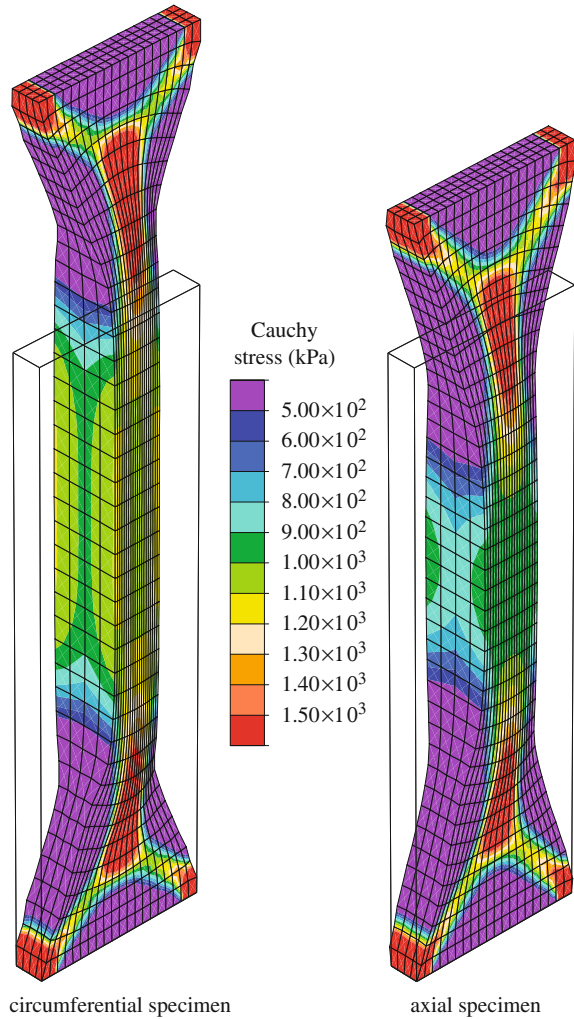 Cauchy
stress (kPa)
5.00×10²
6.00×10²
7.00×10²
8.00×10²
9.00×10²
1.00×10³
1.10×10³
1.20×10³
1.30×10³
1.40×10³
1.50×10³
circumferential specimen
axial specimen